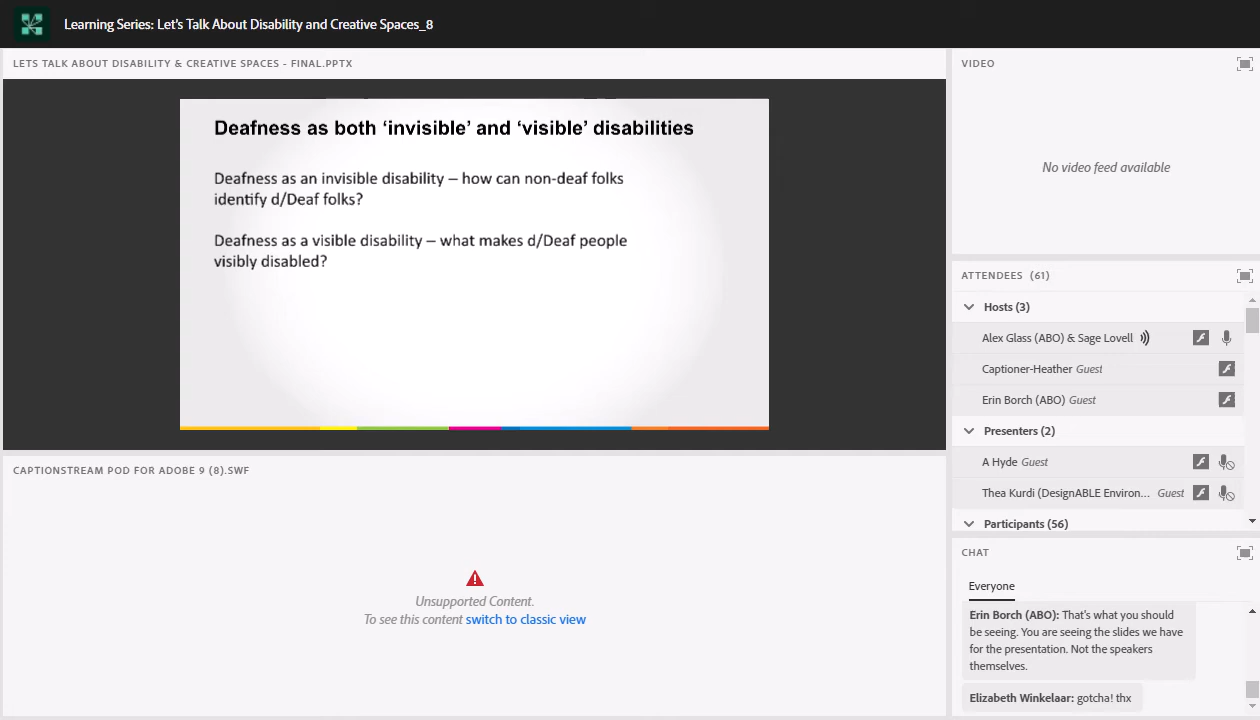 Learning Series: Let's Talk About Disability and Creative Spaces_8
LETS TALK ABOUT DISABILITY & CREATIVE SPACES - FINAL.PPTX
Deafness as both ‘invisible’ and ‘visible’ disabilities
Deafness as an invisible disability – how can non-deaf folks
identify d/Deaf folks?
Deafness as a visible disability – what makes d/Deaf people
visibly disabled?
CAPTIONSTREAM POD FOR ADOBE 9 (8).SWF
Unsupported Content.
To see this content switch to classic view
VIDEO
No video feed available
ATTENDEES (61)
Hosts (3)
Alex Glass (ABO) & Sage Lovell
Captioner-Heather Guest
Erin Borch (ABO) Guest
Presenters (2)
A Hyde Guest
Thea Kurdi (DesignABLE Environ... Guest
Participants (56)
CHAT
Everyone
Erin Borch (ABO): That's what you should
be seeing. You are seeing the slides we have
for the presentation. Not the speakers
themselves.
Elizabeth Winkelaar: gotcha! thx